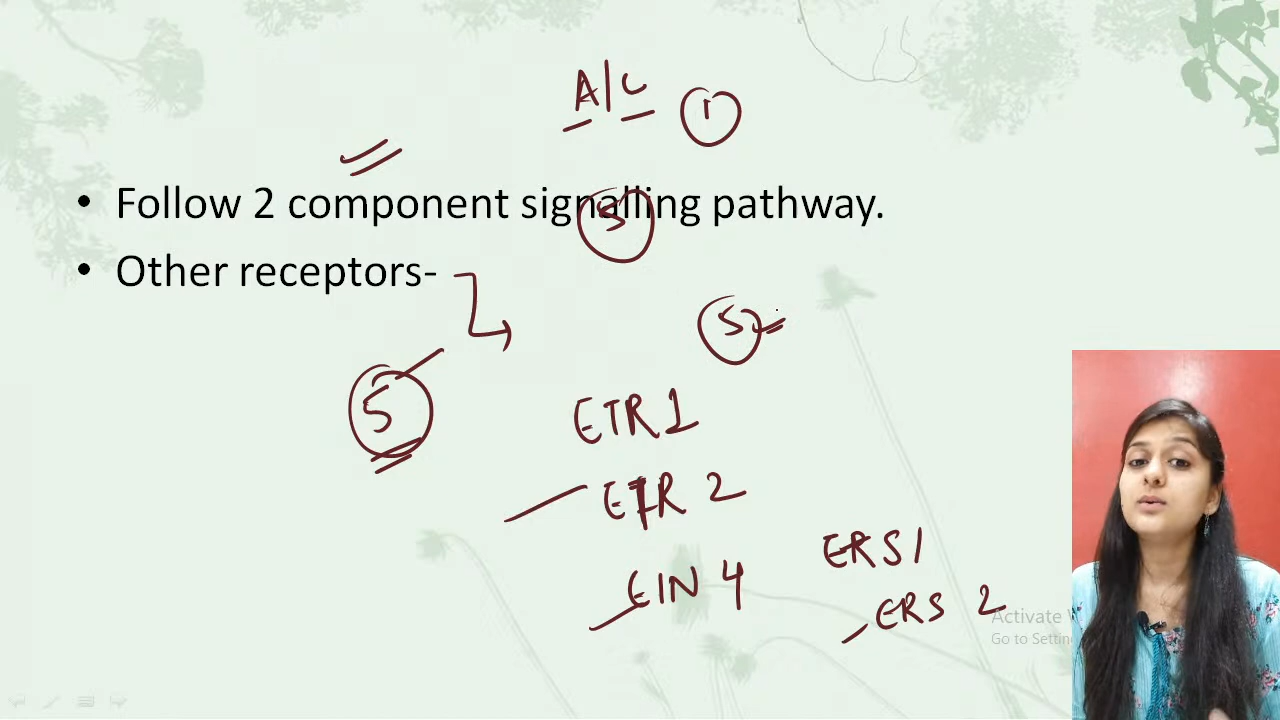 A/C 1
• Follow 2 component signalling pathway.
5
• Other receptors-
5
5
ETR1
ETR 2
ERS1
EIN 4
ERS 2
Activate
Go to Settin